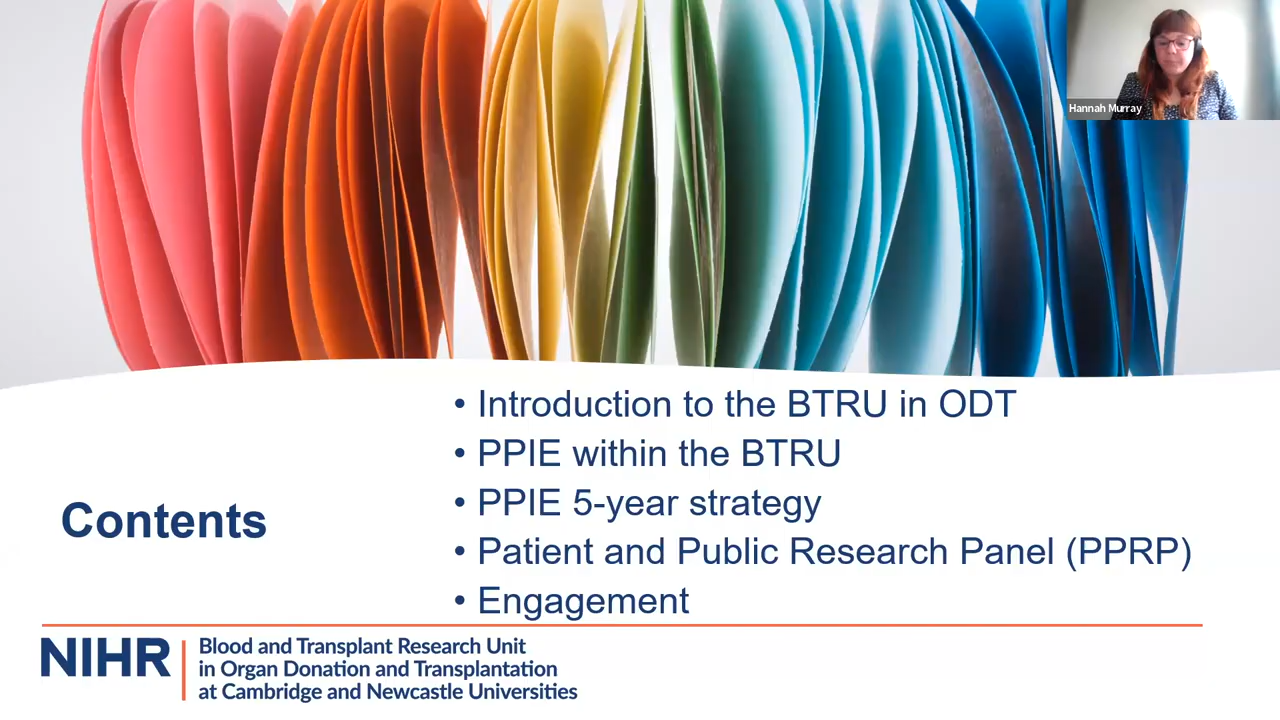 Hannah Murray
• Introduction to the BTRU in ODT
• PPIE within the BTRU
• PPIE 5-year strategy
Contents
• Patient and Public Research Panel (PPRP)
• Engagement
NIHR
Blood and Transplant Research Unit
in Organ Donation and Transplantation
at Cambridge and Newcastle Universities